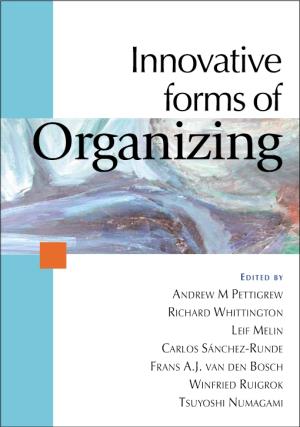 Innovative
forms of
Organizing
EDITED BY
ANDREW M PETTIGREW
RICHARD WHITTINGTON
LEIF MELIN
CARLOS SÁNCHEZ-RUNDE
FRANS A.J. VAN DEN BOSCH
WINFRIED RUIGROK
TSUYOSHI NUMAGAMI